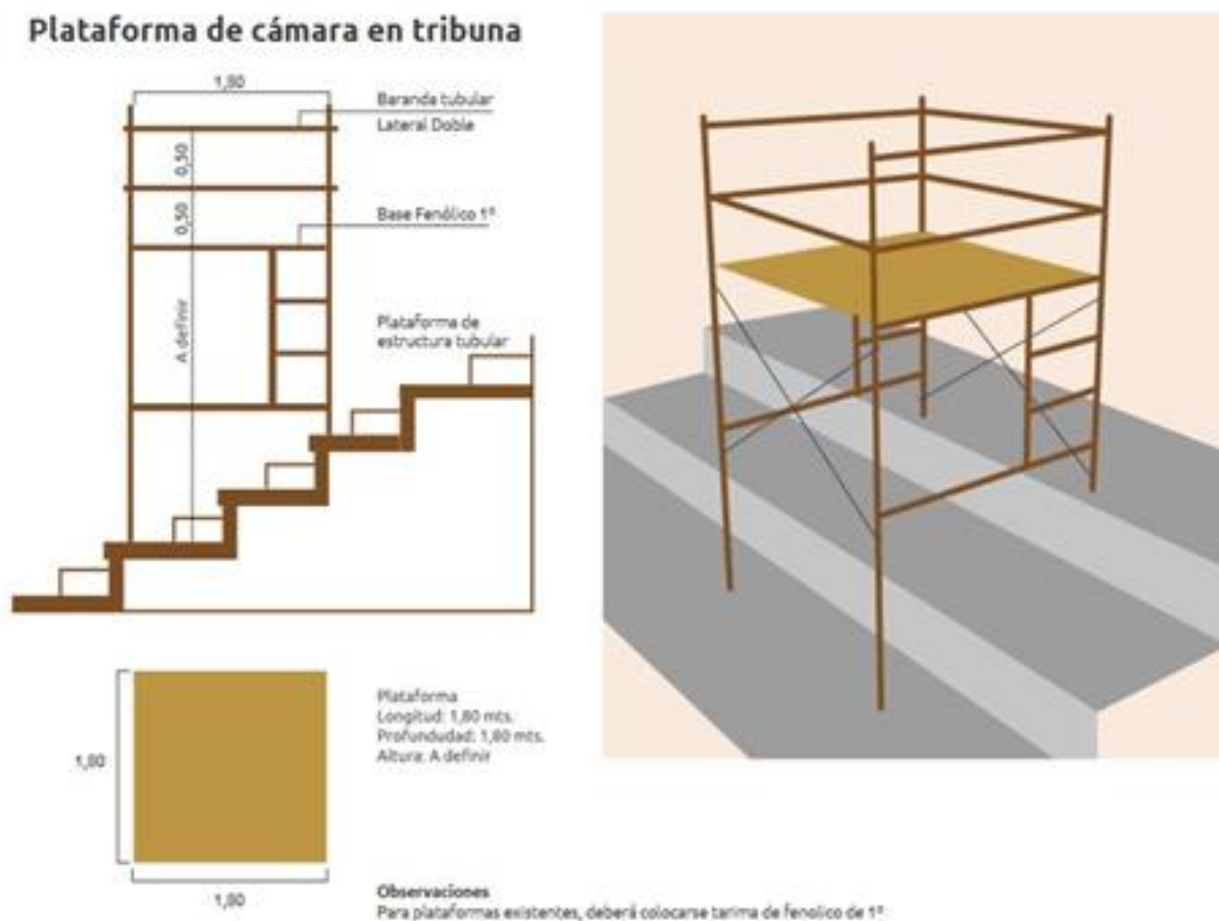 Plataforma de cámara en tribuna
1,80
Baranda tubular
Lateral Doble
0,50
0,50
Base Fenólico 1º
A definir
Plataforma de
estructura tubular
1,80
Plataforma
Longitud: 1,80 mts.
Profundudad: 1,80 mts.
Altura: A definir
1,80
Observaciones
Para plataformas existentes, deberá colocarse tarima de fenolico de 1º